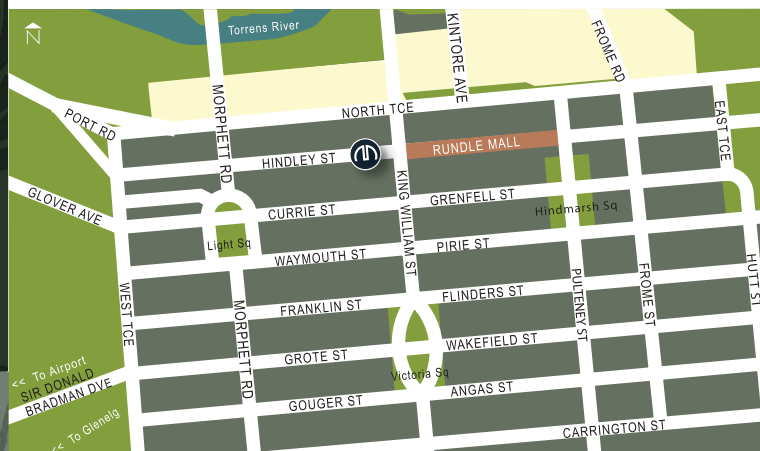 Torrens River
N
KINTORE AVE
FROME RD
MORPHETT RD
PORT RD
NORTH TCE
EAST TCE
RUNDLE MALL
HINDLEY ST
KING WILLIAM ST
GLOVER AVE
GRENFELL ST
CURRIE ST
Hindmarsh Sq
Light Sq
PIRIE ST
WAYMOUTH ST
HUTT ST
WEST TCE
PULTENEY ST
FROME ST
FLINDERS ST
FRANKLIN ST
MORPHETT RD
WAKEFIELD ST
GROTE ST
Victoria Sq
<< To Airport
SIR DONALD
BRADMAN DVE
ANGAS ST
GOUGER ST
<< To Glenelg
CARRINGTON ST